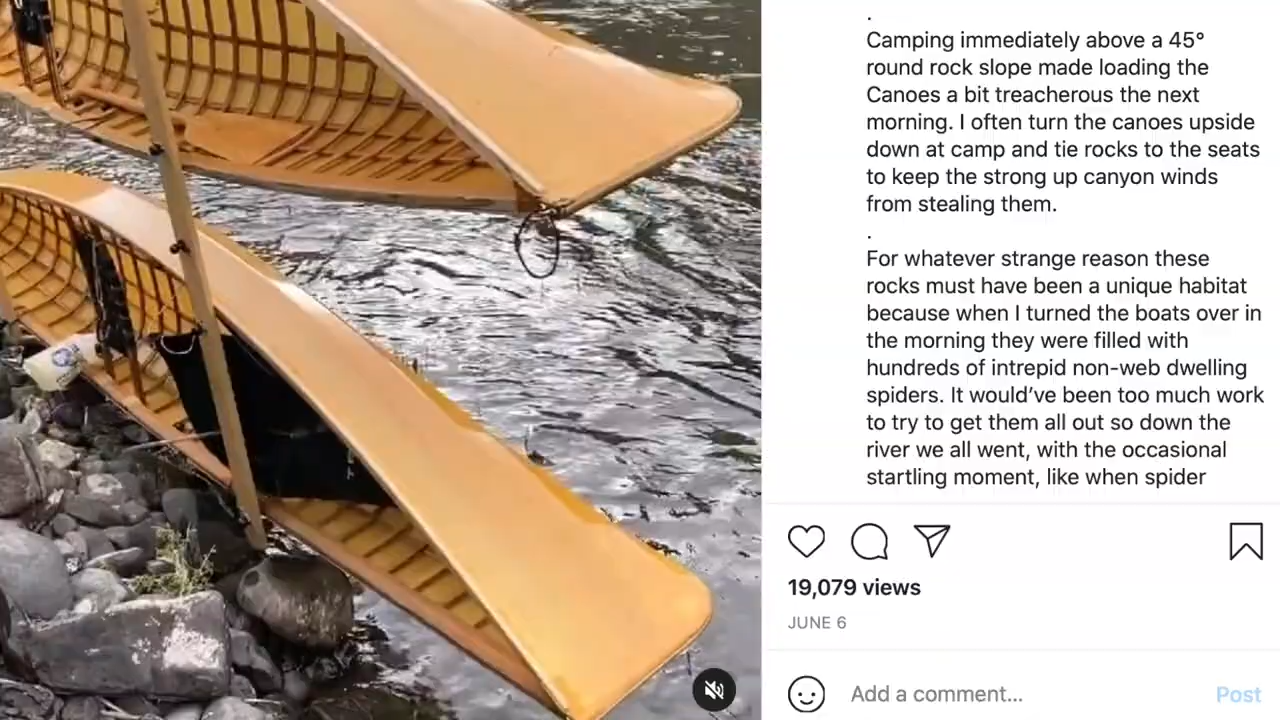 .
Camping immediately above a 45°
round rock slope made loading the
Canoes a bit treacherous the next
morning. I often turn the canoes upside
down at camp and tie rocks to the seats
to keep the strong up canyon winds
from stealing them.
.
For whatever strange reason these
rocks must have been a unique habitat
because when I turned the boats over in
the morning they were filled with
hundreds of intrepid non-web dwelling
spiders. It would’ve been too much work
to try to get them all out so down the
river we all went, with the occasional
startling moment, like when spider
19,079 views
JUNE 6
Add a comment...
Post